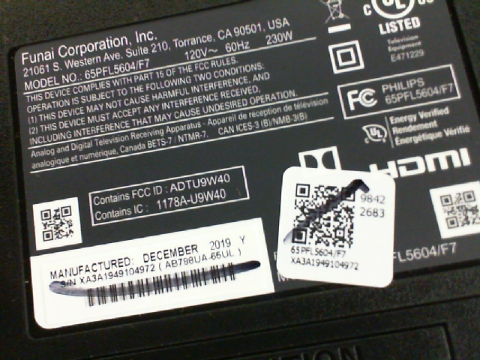 Funai Corporation, Inc.
21061 S. Western Ave. Suite 210, Torrance, CA 90501, USA
MODEL NO.: 65PFL5604/F7 120V~ 60Hz 230W
THIS DEVICE COMPLIES WITH PART 15 OF THE FCC RULES.
OPERATION IS SUBJECT TO THE FOLLOWING TWO CONDITIONS:
(1) THIS DEVICE MAY NOT CAUSE HARMFUL INTERFERENCE, AND
(2) THIS DEVICE MUST ACCEPT ANY INTERFERENCE RECEIVED,
INCLUDING INTERFERENCE THAT MAY CAUSE UNDESIRED OPERATION.
Analog and Digital Television Receiving Apparatus - Appareil de réception de télévision
analogique et numérique, Canada BETS-7 / NTMR-7. CAN ICES-3 (B)/NMB-3(B)
c UL US
LISTED
Television
Equipment
E471229
FC
PHILIPS
65PFL5604/F7
Energy Verified
Rendement
Énergétique Vérifié
HDMI
Contains FCC ID : ADTU9W40
Contains IC : 1178A-U9W40
9842
2683
65PFL5604/F7
XA3A1949104972
PFL5604/F7
MANUFACTURED: DECEMBER 2019 Y
S/N XA3A1949104972 ( AB798UA-65UL )